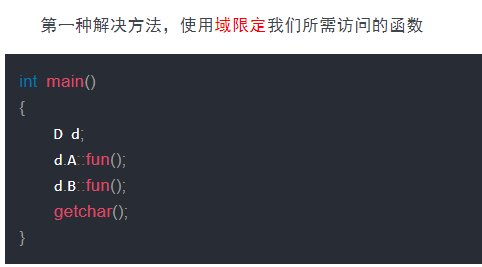 第一种解决方法，使用域限定我们所需访问的函数
int main()
{
    D d;
    d.A::fun();
    d.B::fun();
    getchar();
}